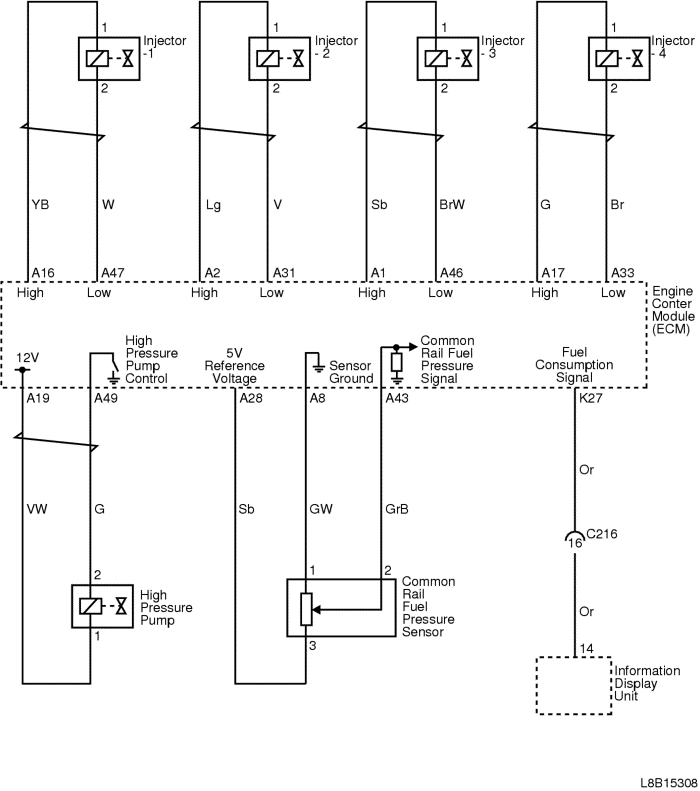 1
Injector
-1
2
1
Injector
- 2
2
1
Injector
- 3
2
1
Injector
- 4
2
YB
W
Lg
V
Sb
BrW
G
Br
A16
A47
A2
A31
A1
A46
A17
A33
High
Low
High
Low
High
Low
High
Low
Engine
Conter
Module
(ECM)
12V
High
Pressure
Pump
Control
5V
Reference
Voltage
Sensor
Ground
Common
Rail Fuel
Pressure
Signal
Fuel
Consumption
Signal
A19
A49
A28
A8
A43
K27
Or
VW
G
Sb
GW
GrB
16
C216
2
High
Pressure
Pump
1
1
2
Common
Rail
Fuel
Pressure
Sensor
3
Or
14
Information
Display
Unit
L8B15308